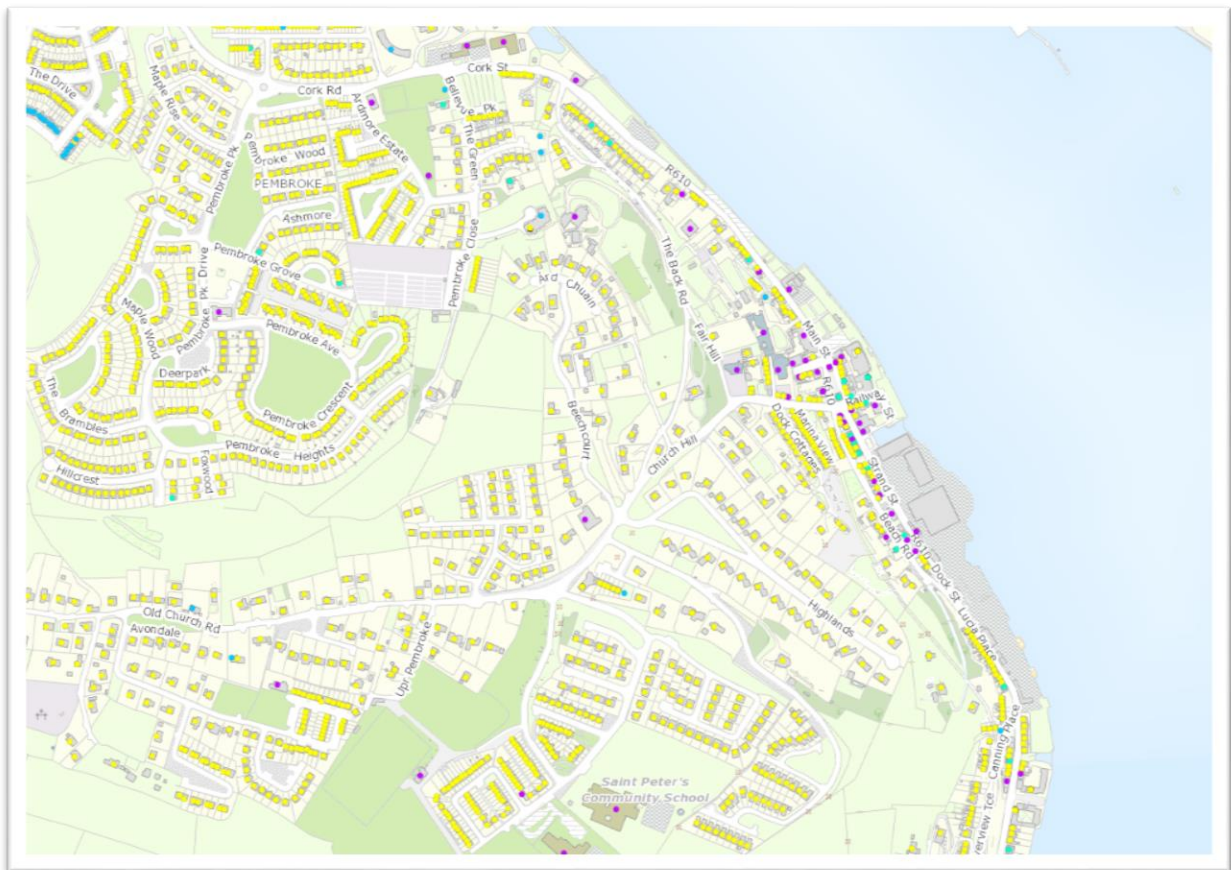 Cork St
The Drive
Maple Rise
Cork Rd
Bellevue Pk
Ardmore Estate
The Green
Pembroke Wood
PEMBROKE
R610
Pembroke Pk
Ashmore
Pembroke Close
Pembroke Grove
The Back Rd
Ard Chuain
Pembroke Pk Drive
Maple Wood
Pembroke Ave
Fair Hill
Main St
Deerpark
R610
Railway St
The Brambles
Pembroke Crescent
Beechcourt
Marina View
Dock Cottages
Pembroke Heights
Church Hill
Foxwood
Hillcrest
Strand St
Beach Rd
R610
Dock St
Lucia Place
Old Church Rd
Avondale
Highlands
Upr Pembroke
Canning Place
Saint Peter's
Community School
verview Tce